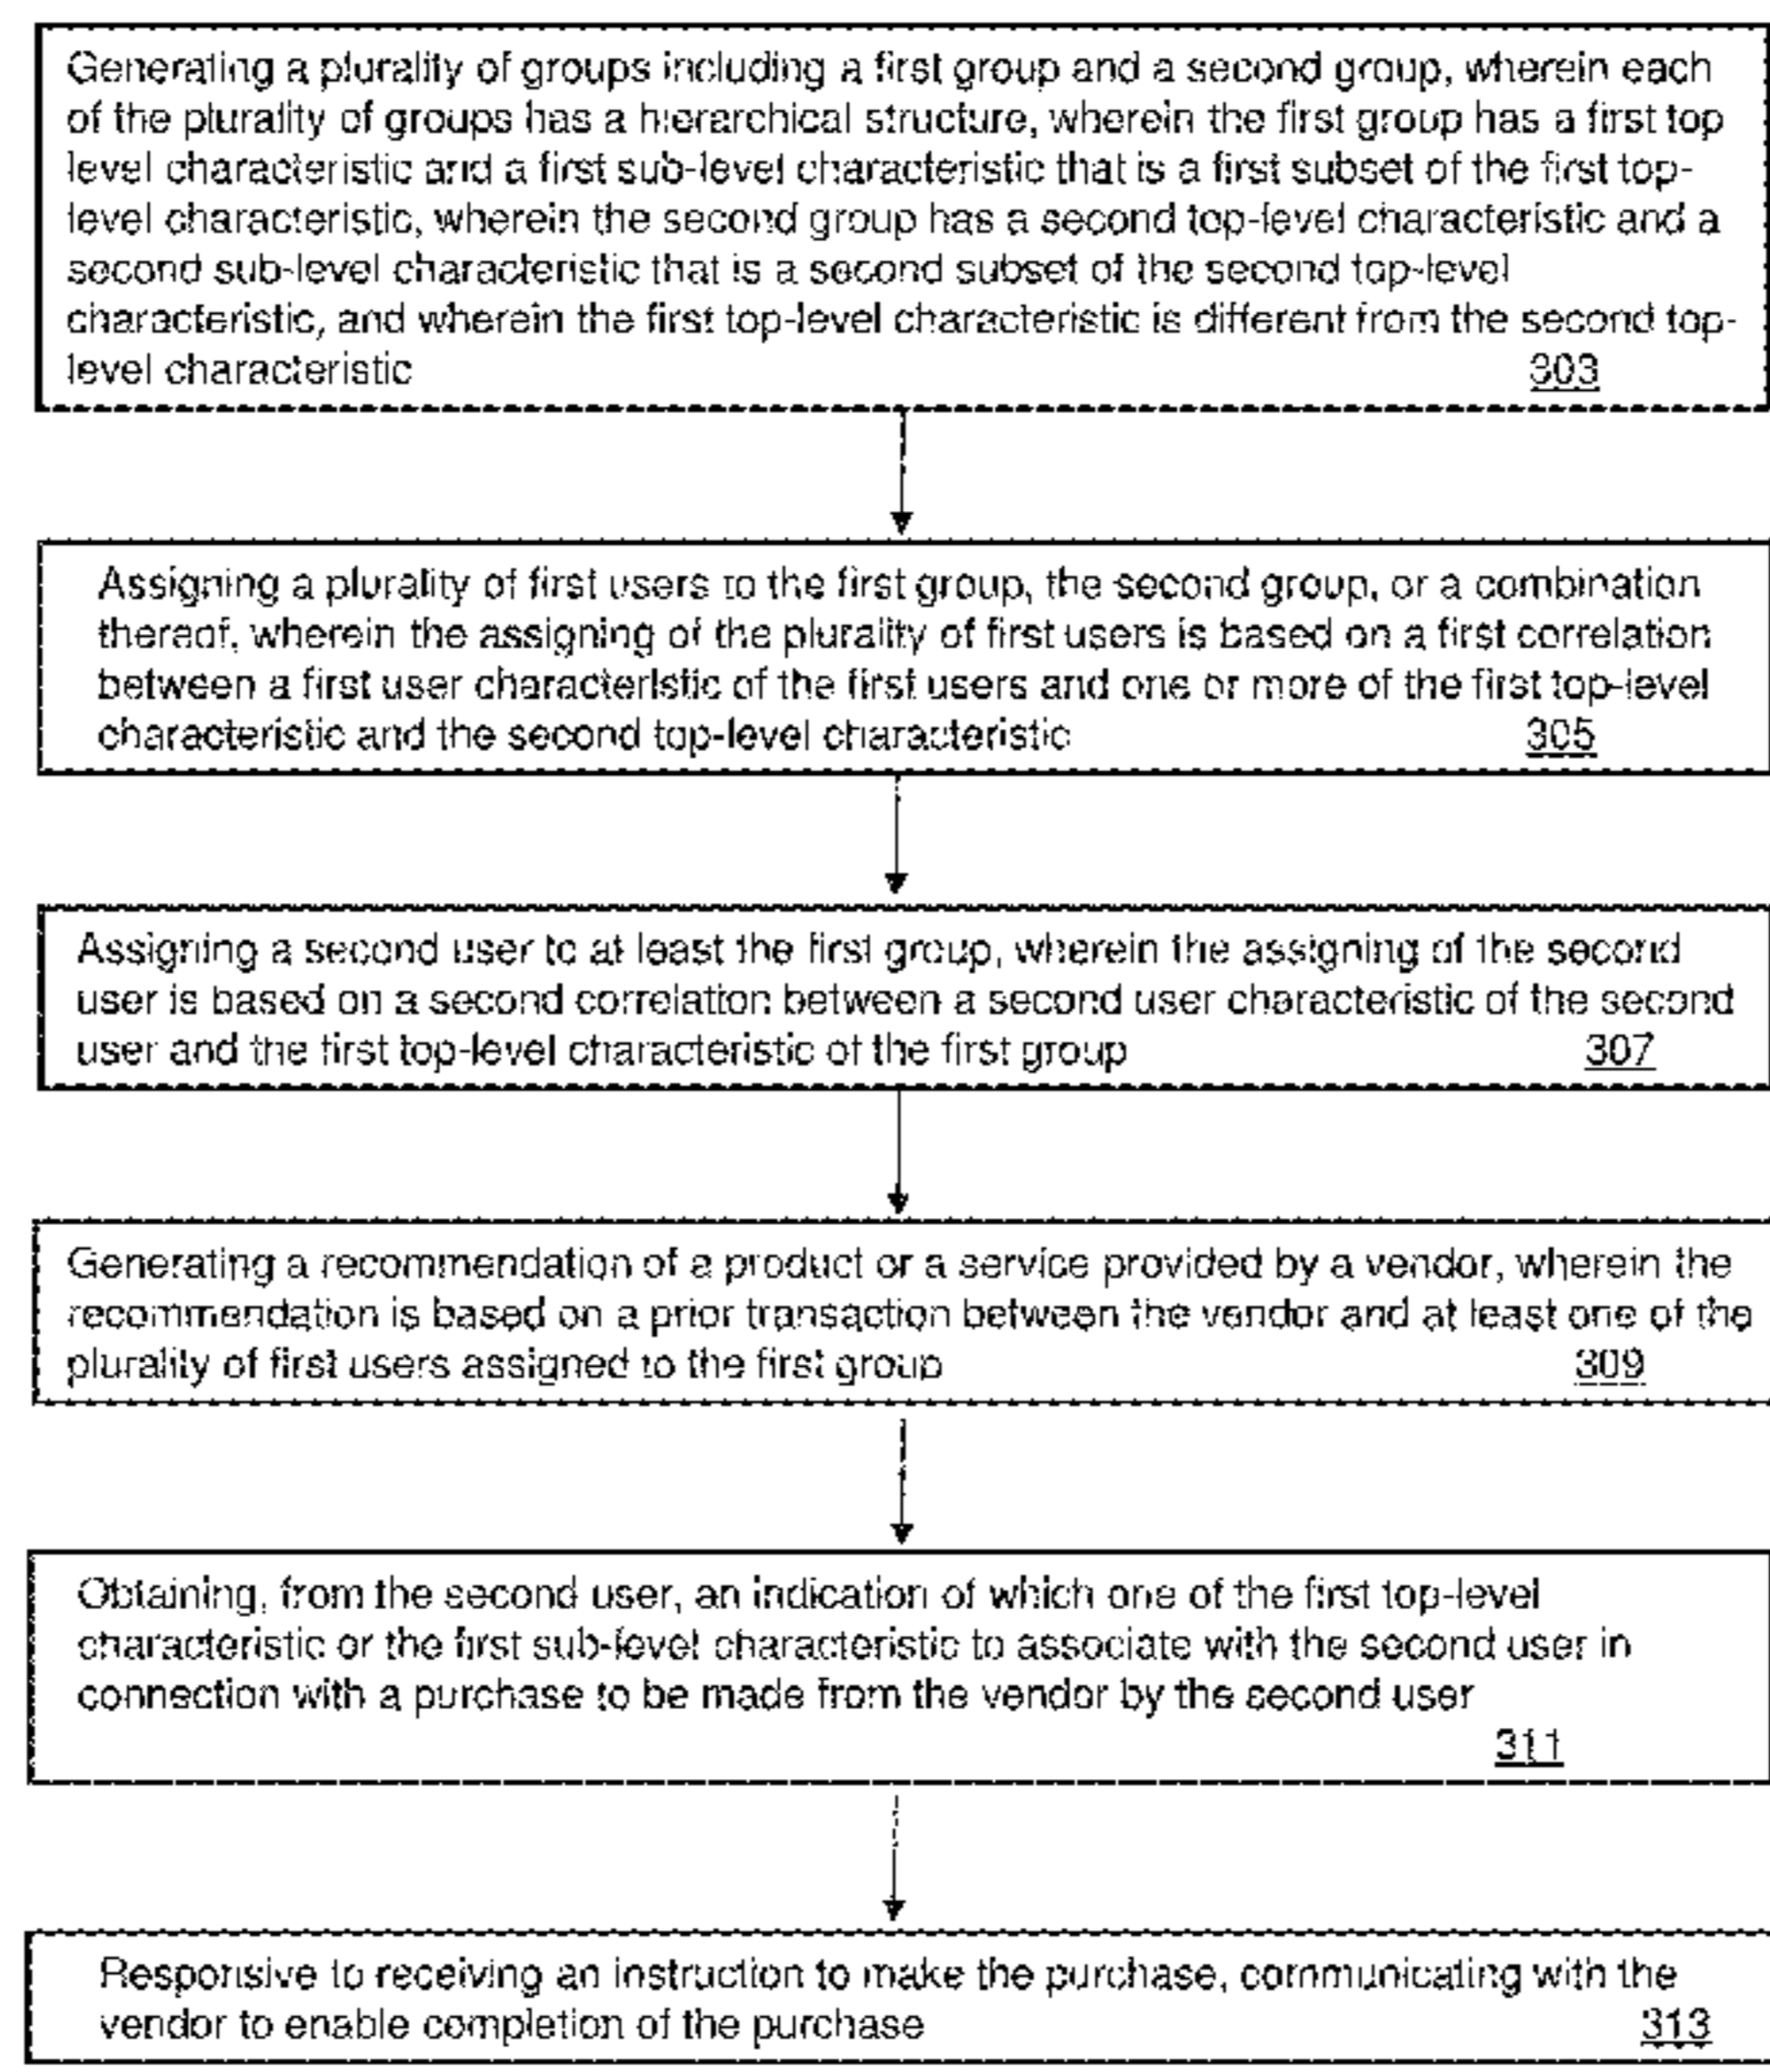 Generating a plurality of groups including a first group and a second group, wherein each
of the plurality of groups has a hierarchical structure, wherein the first group has a first top
level characteristic and a first sub-level characteristic that is a first subset of the first top-
level characteristic, wherein the second group has a second top-level characteristic and a
second sub-level characteristic that is a second subset of the second top-level
characteristic, and wherein the first top-level characteristic is different from the second top-
level characteristic 303
Assigning a plurality of first users to the first group, the second group, or a combination
thereof, wherein the assigning of the plurality of first users is based on a first correlation
between a first user characteristic of the first users and one or more of the first top-level
characteristic and the second top-level characteristic 305
Assigning a second user to at least the first group, wherein the assigning of the second
user is based on a second correlation between a second user characteristic of the second
user and the first top-level characteristic of the first group 307
Generating a recommendation of a product or a service provided by a vendor, wherein the
recommendation is based on a prior transaction between the vendor and at least one of the
plurality of first users assigned to the first group 309
Obtaining, from the second user, an indication of which one of the first top-level
characteristic or the first sub-level characteristic to associate with the second user in
connection with a purchase to be made from the vendor by the second user
311
Responsive to receiving an instruction to make the purchase, communicating with the
vendor to enable completion of the purchase 313